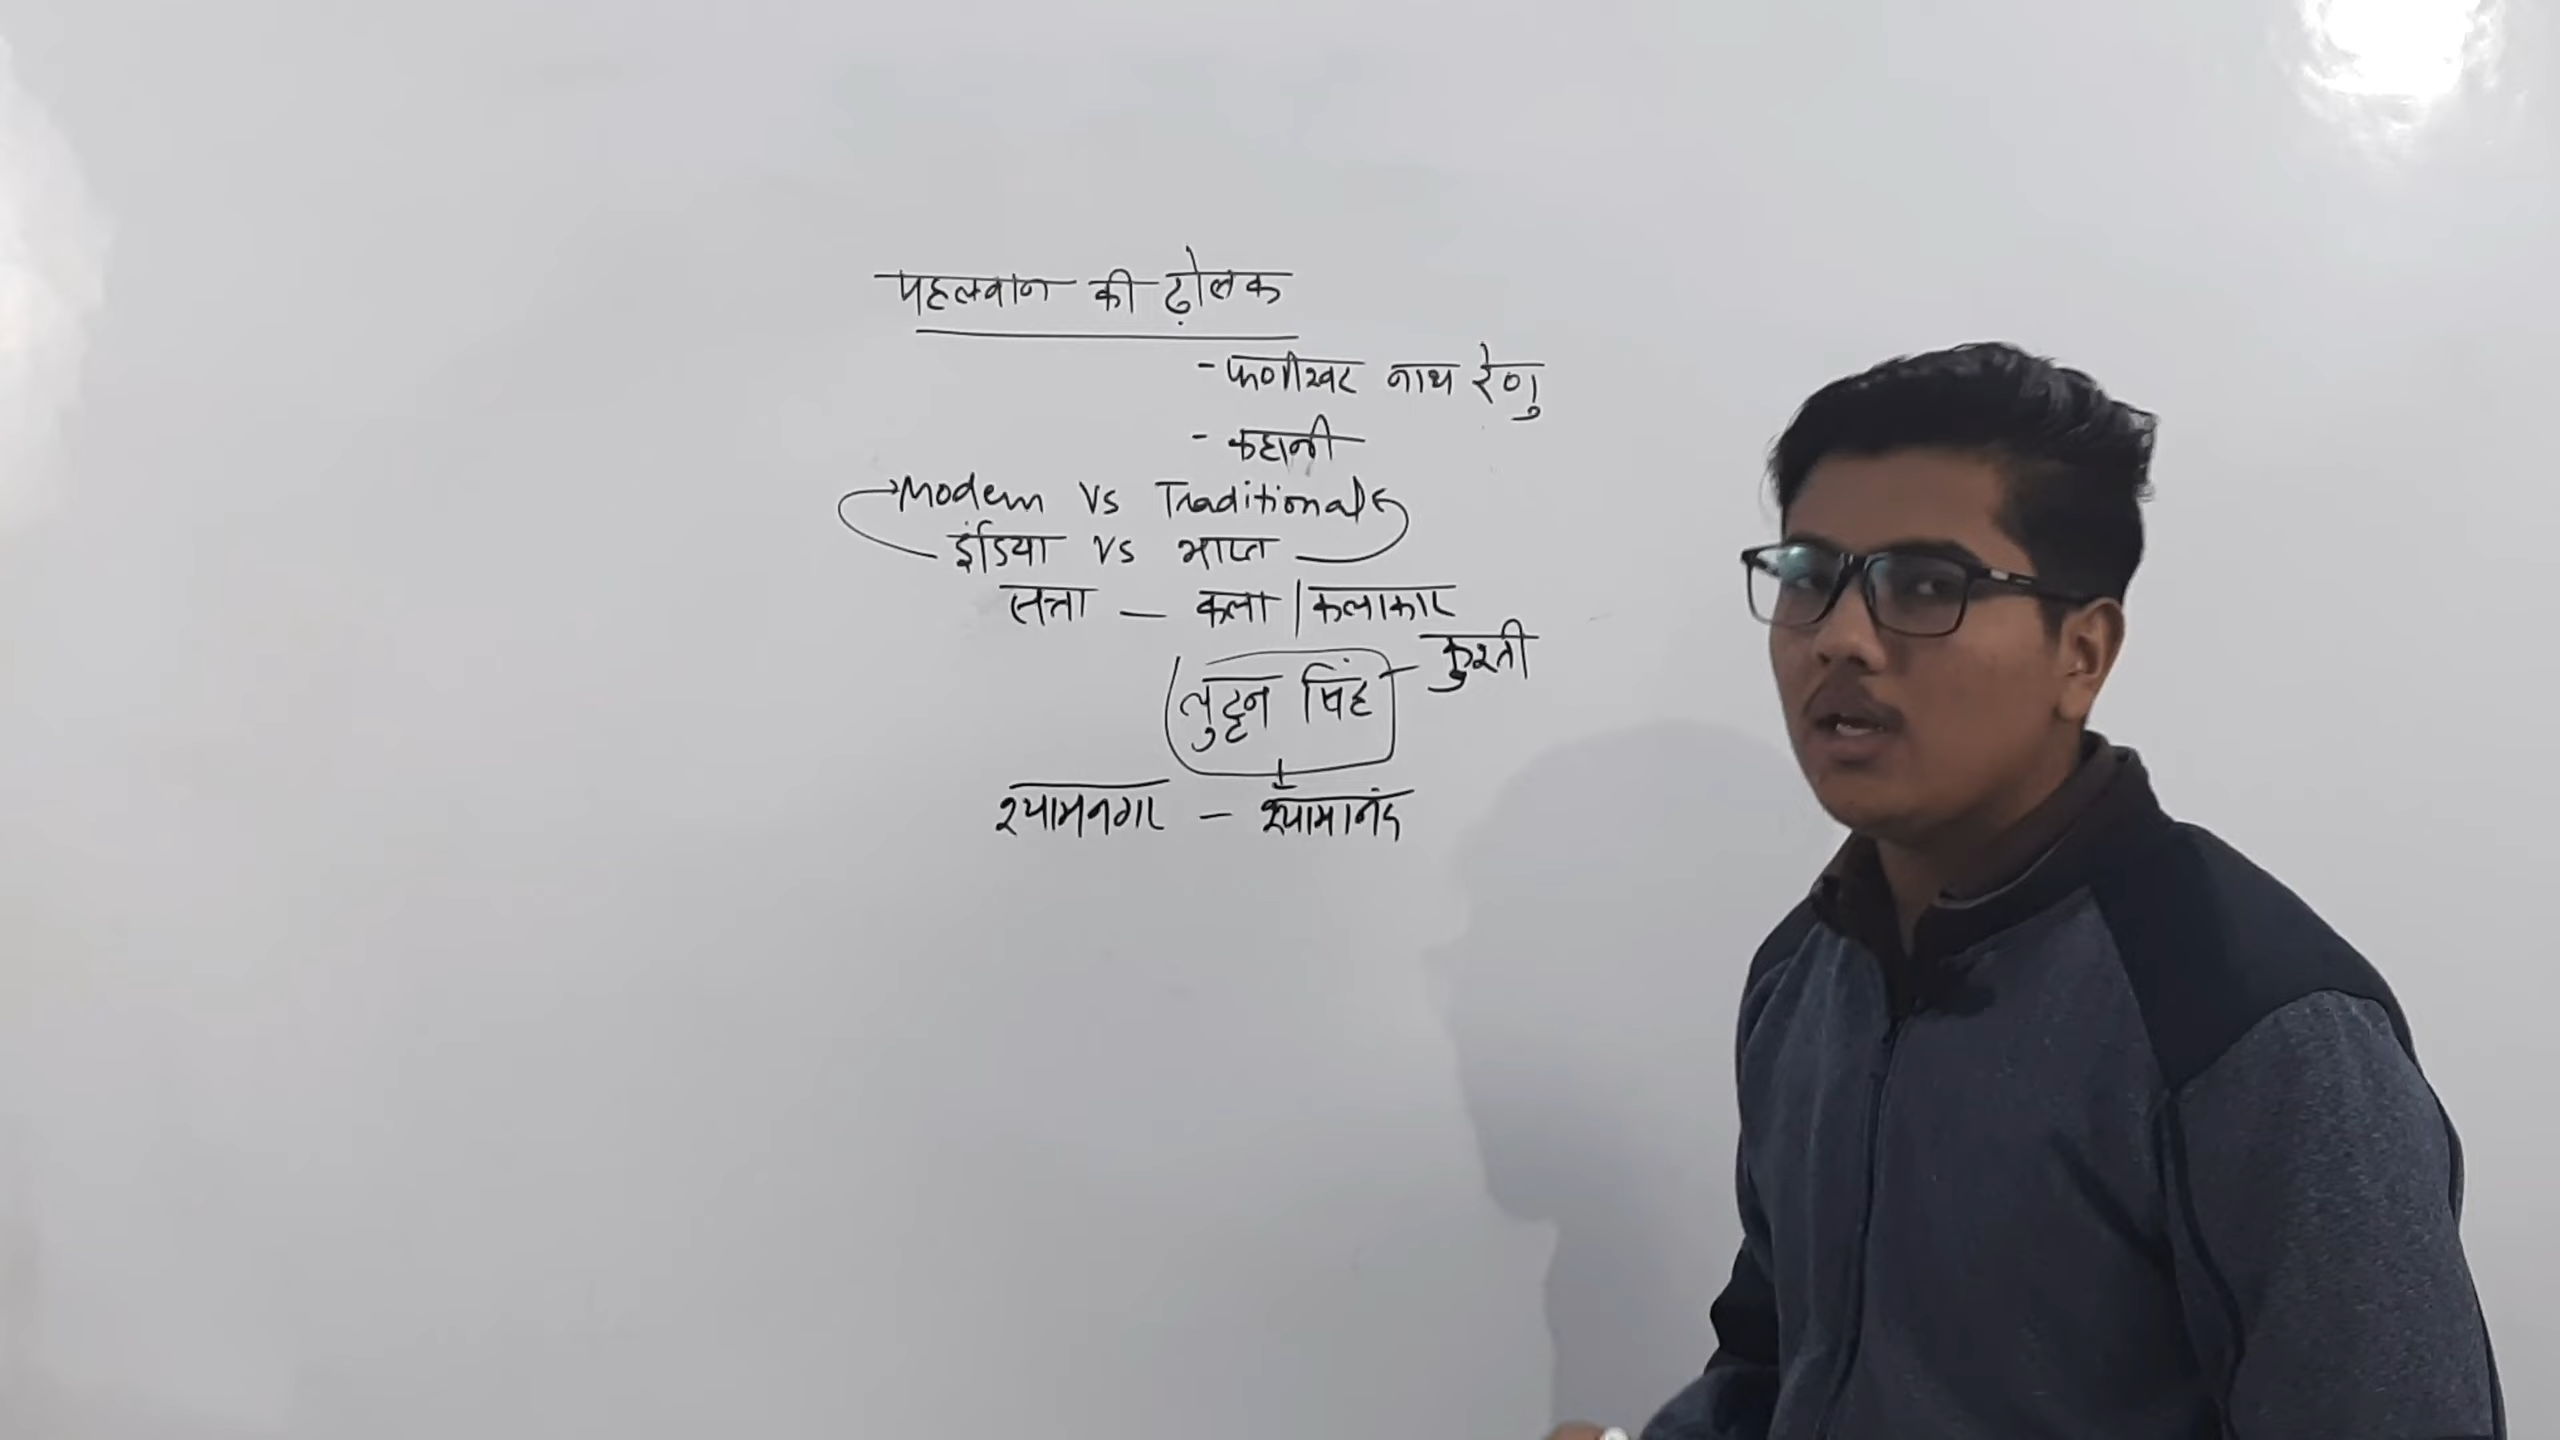 पहलवान की ढ़ोलक
- फणीश्वर नाथ रेणु
- कहानी
Modern Vs Traditional
इंडिया Vs भारत
सत्ता — कला | कलाकार
लुट्टन सिंह - कुश्ती
श्यामनगर — श्यामानंद